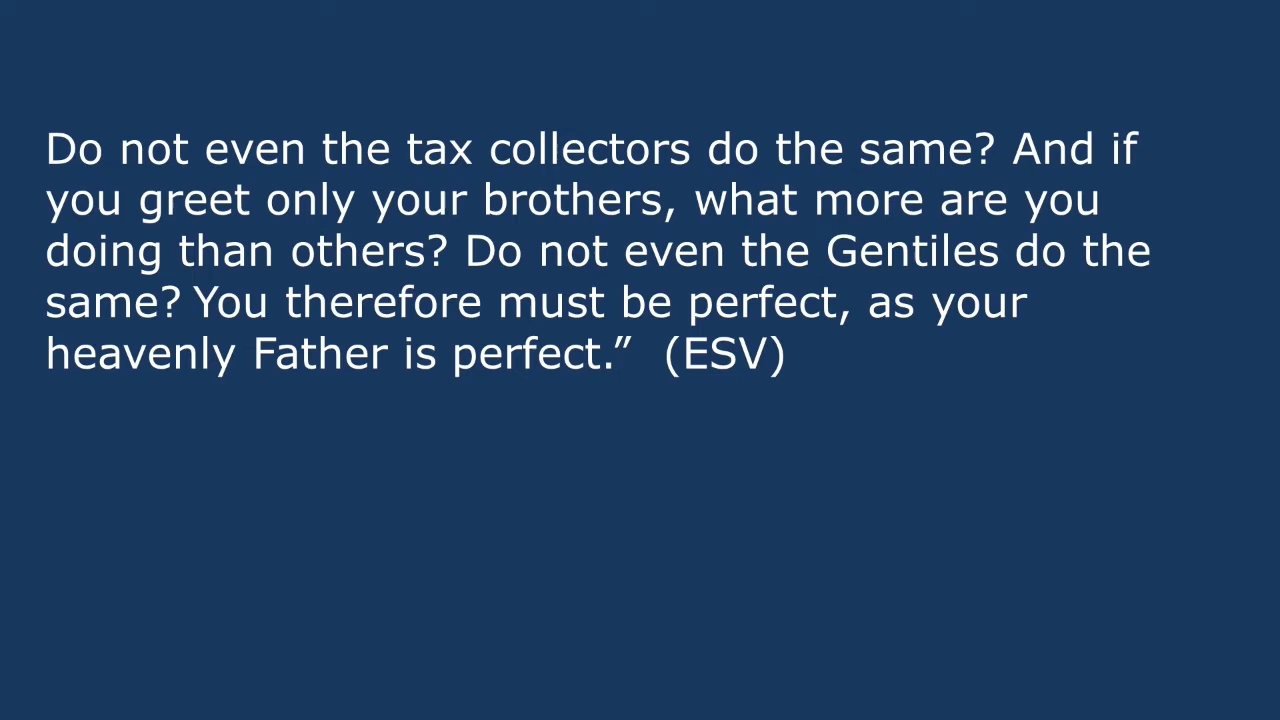 Do not even the tax collectors do the same? And if
you greet only your brothers, what more are you
doing than others? Do not even the Gentiles do the
same? You therefore must be perfect, as your
heavenly Father is perfect.” (ESV)